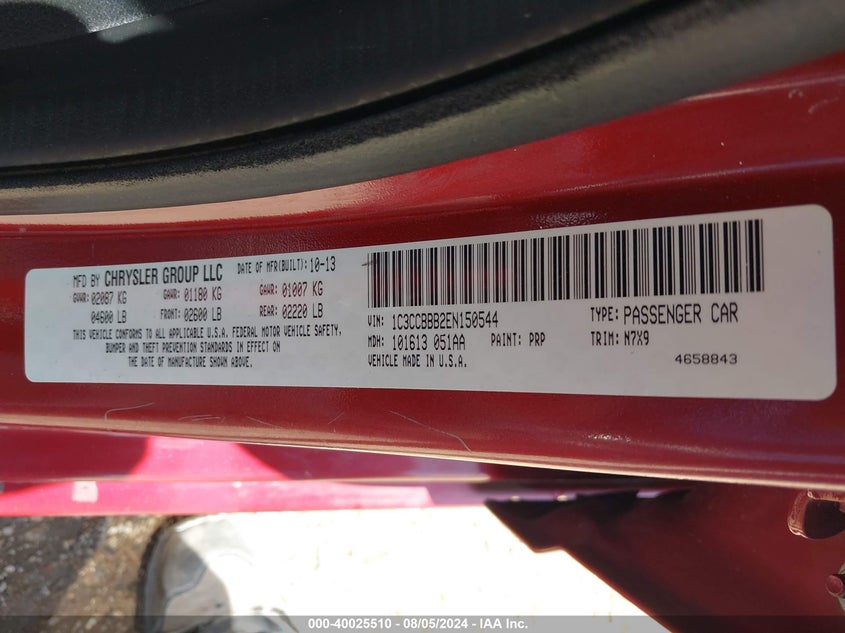 MFD BY CHRYSLER GROUP LLC DATE OF MFR(BUILT): 10-13
GVWR: 02087 KG GAWR: 01180 KG GAWR: 01007 KG
04600 LB FRONT: 02600 LB REAR: 02220 LB
THIS VEHICLE CONFORMS TO ALL APPLICABLE U.S.A. FEDERAL MOTOR VEHICLE SAFETY,
BUMPER AND THEFT PREVENTION STANDARDS IN EFFECT ON
THE DATE OF MANUFACTURE SHOWN ABOVE.
VIN: 1C3CCBBB2EN150544 TYPE: PASSENGER CAR
MDH: 101613 051AA PAINT: PRP TRIM: N7X9
VEHICLE MADE IN U.S.A. 4658843
000-40025510 - 08/05/2024 - IAA Inc.